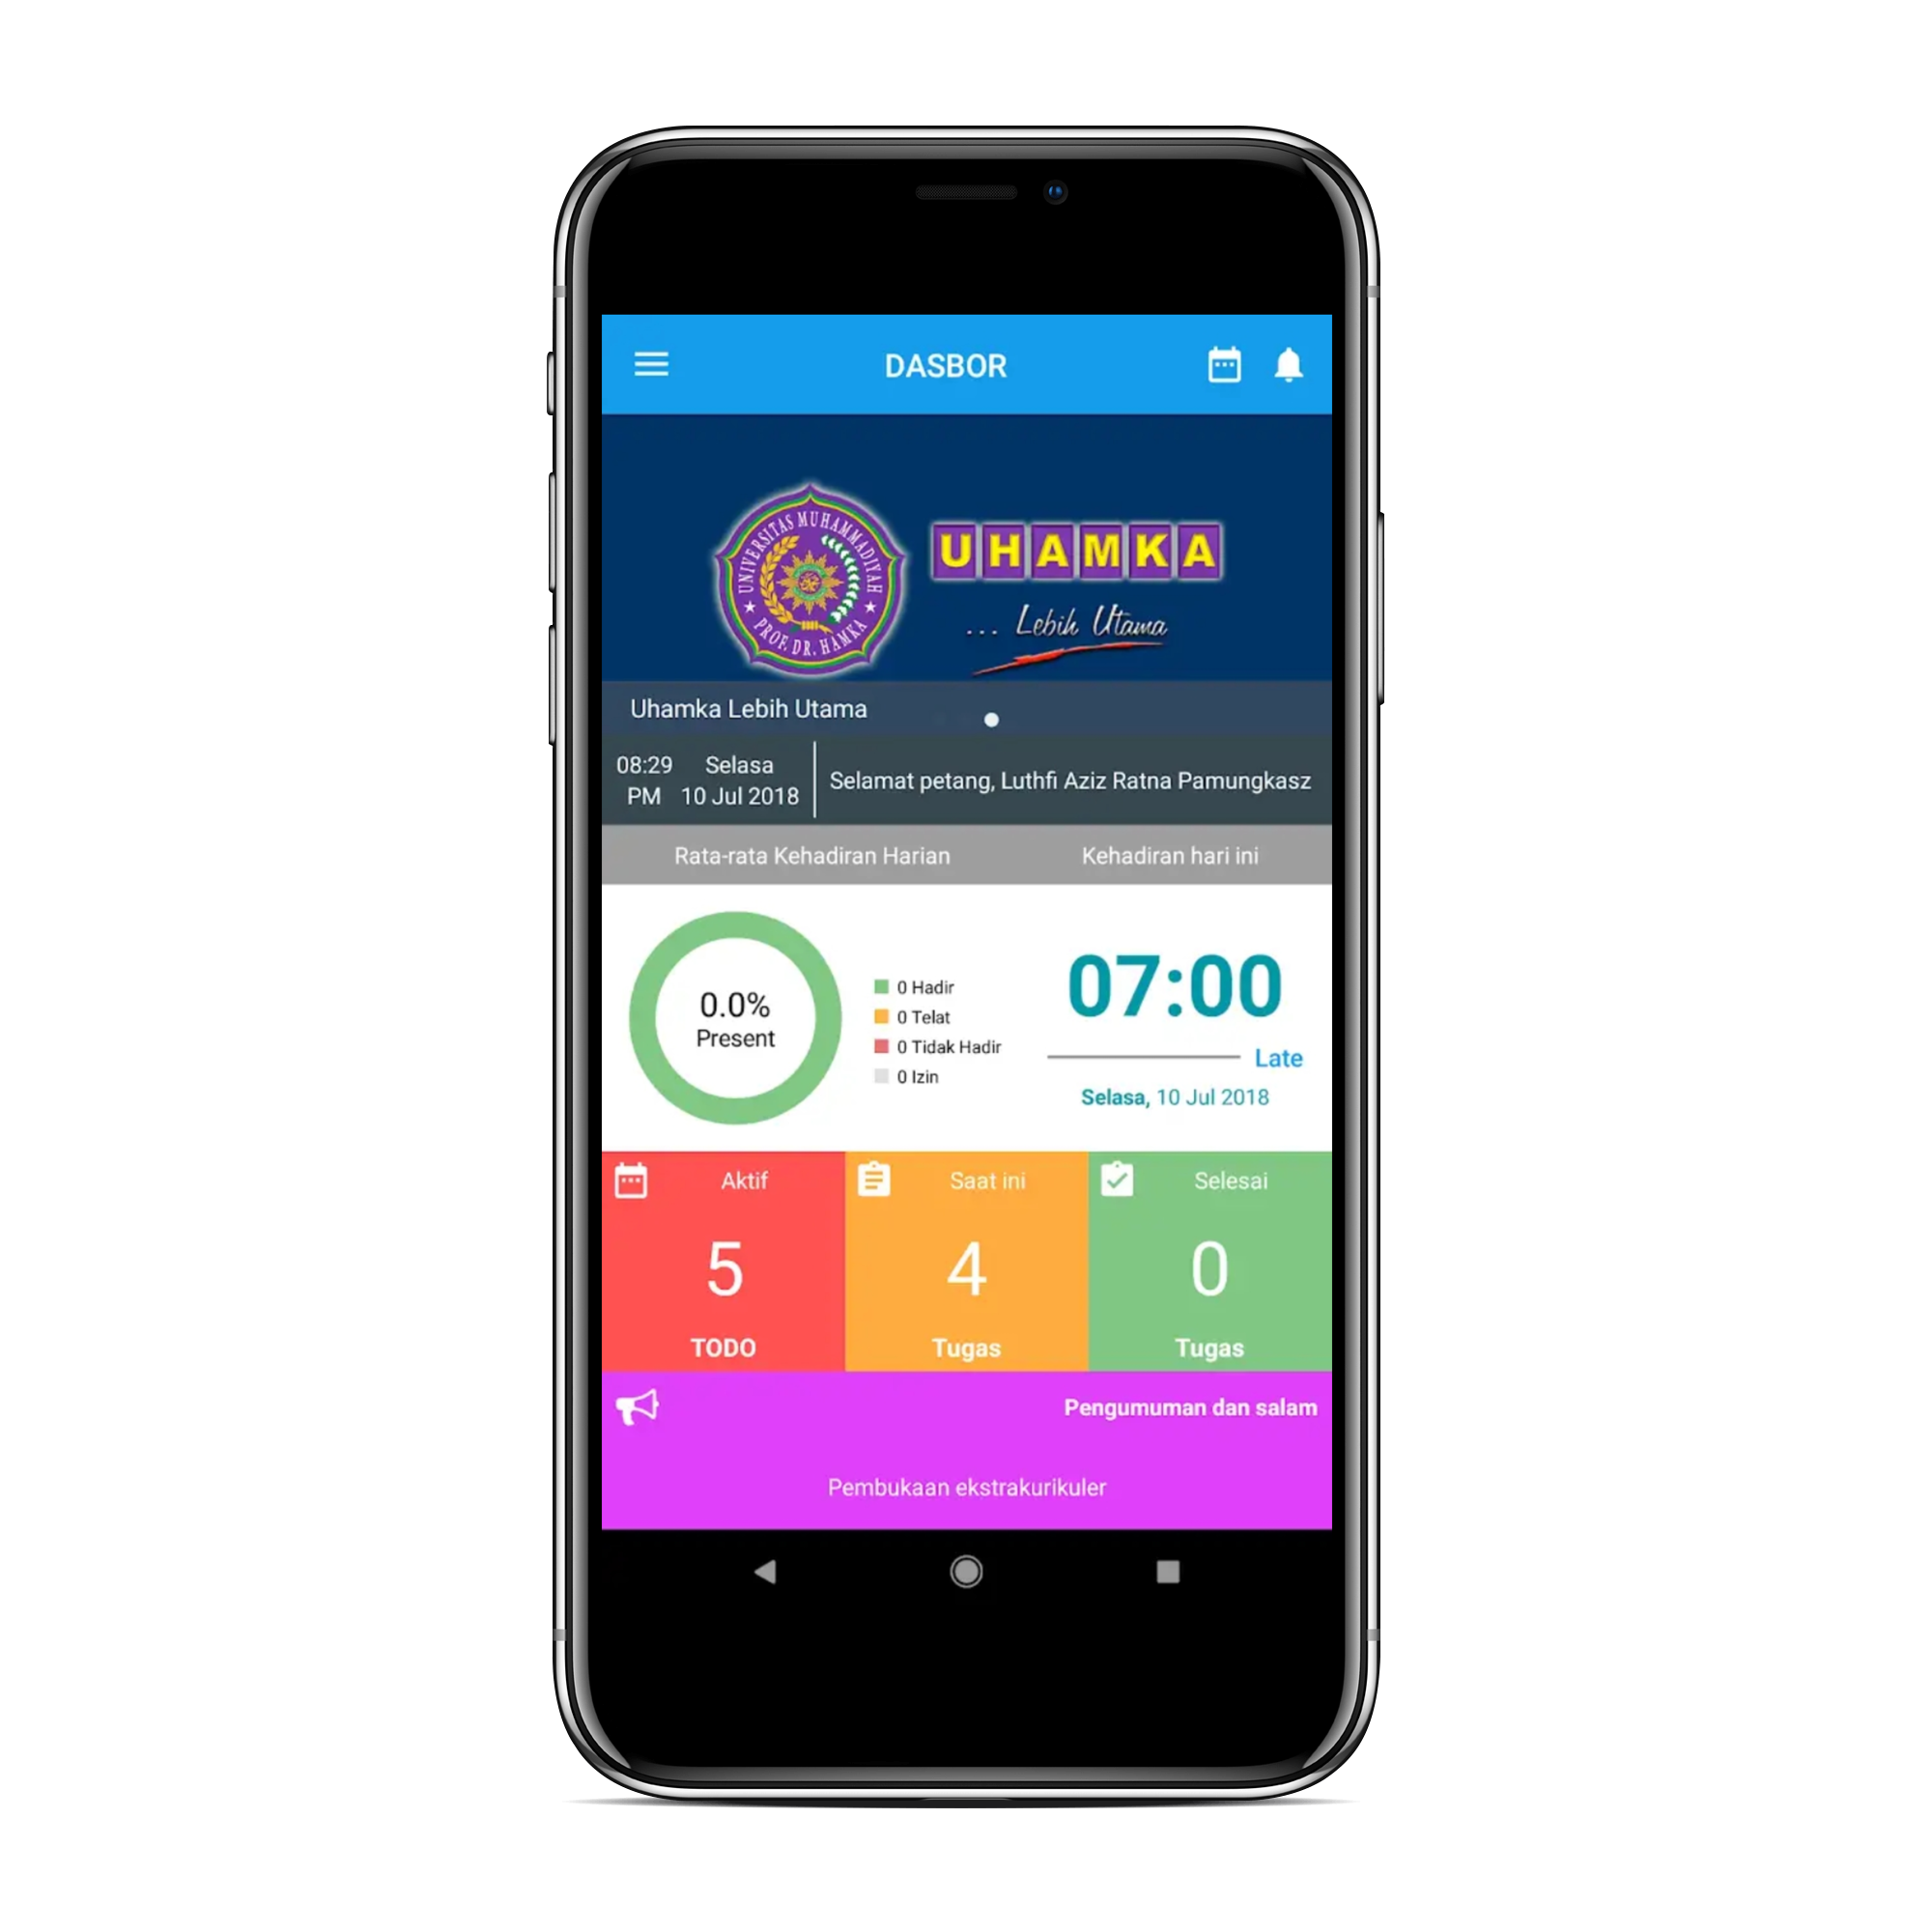 DASBOR
UNIVERSITAS MUHAMMADIYAH
PROF. DR. HAMKA
UHAMKA
... Lebih Utama
Uhamka Lebih Utama
08:29
PM
Selasa
10 Jul 2018
Selamat petang, Luthfi Aziz Ratna Pamungkasz
Rata-rata Kehadiran Harian
Kehadiran hari ini
0.0%
Present
0 Hadir
0 Telat
0 Tidak Hadir
0 Izin
07:00
Late
Selasa, 10 Jul 2018
Aktif
5
TODO
Saat ini
4
Tugas
Selesai
0
Tugas
Pengumuman dan salam
Pembukaan ekstrakurikuler